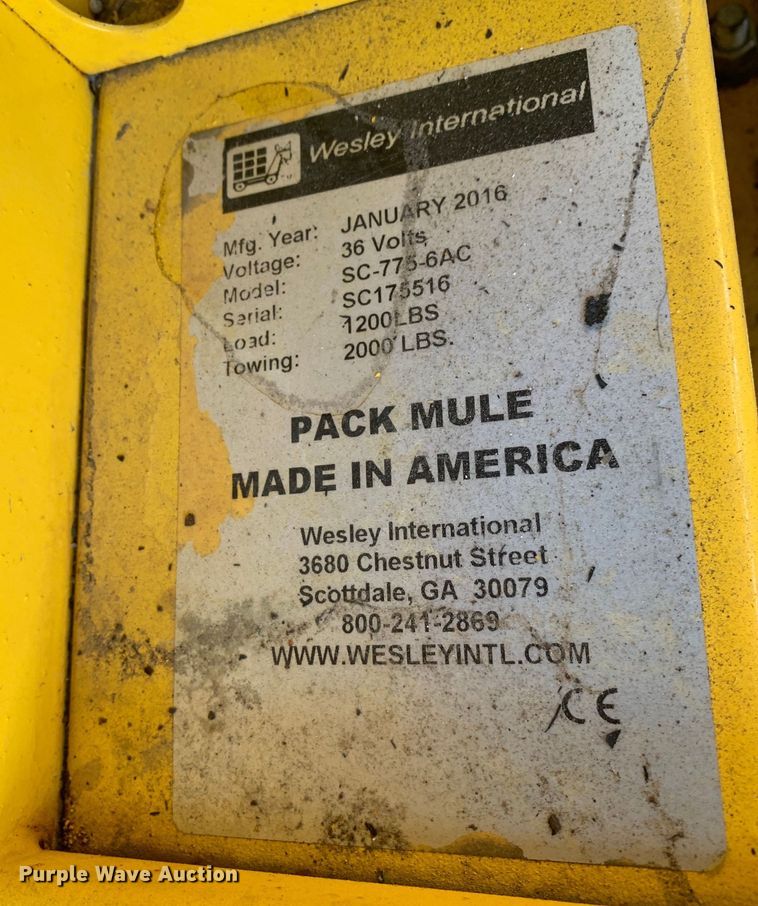 Wesley International
Mfg. Year: JANUARY 2016
Voltage: 36 Volts
Model: SC-775-6AC
Serial: SC175516
Load: 1200LBS
Towing: 2000 LBS.
PACK MULE
MADE IN AMERICA
Wesley International
3680 Chestnut Street
Scottdale, GA 30079
800-241-2869
WWW.WESLEYINTL.COM
CE
Purple Wave Auction